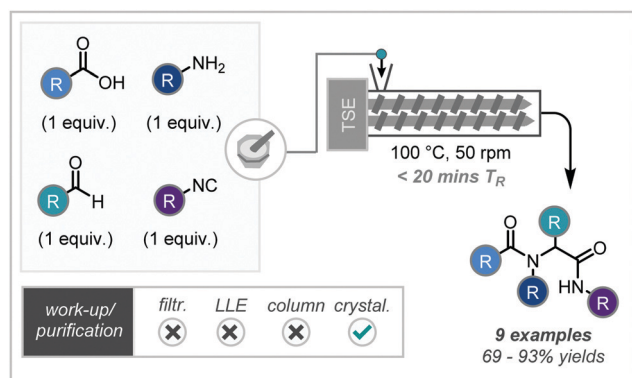 R
O
OH
(1 equiv.)
R
NH₂
(1 equiv.)
R
O
H
(1 equiv.)
R
NC
(1 equiv.)
TSE
100 °C, 50 rpm
< 20 mins T_R
R
O
N
R
R
O
HN
R
9 examples
69 - 93% yields
work-up/
purification
filtr. LLE column crystal.